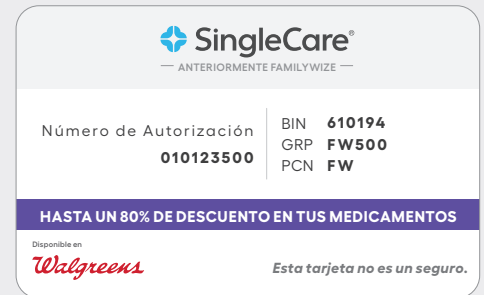 SingleCare®
ANTERIORMENTE FAMILYWIZE
Número de Autorización
010123500
BIN 610194
GRP FW500
PCN FW
HASTA UN 80% DE DESCUENTO EN TUS MEDICAMENTOS
Disponible en
Walgreens
Esta tarjeta no es un seguro.